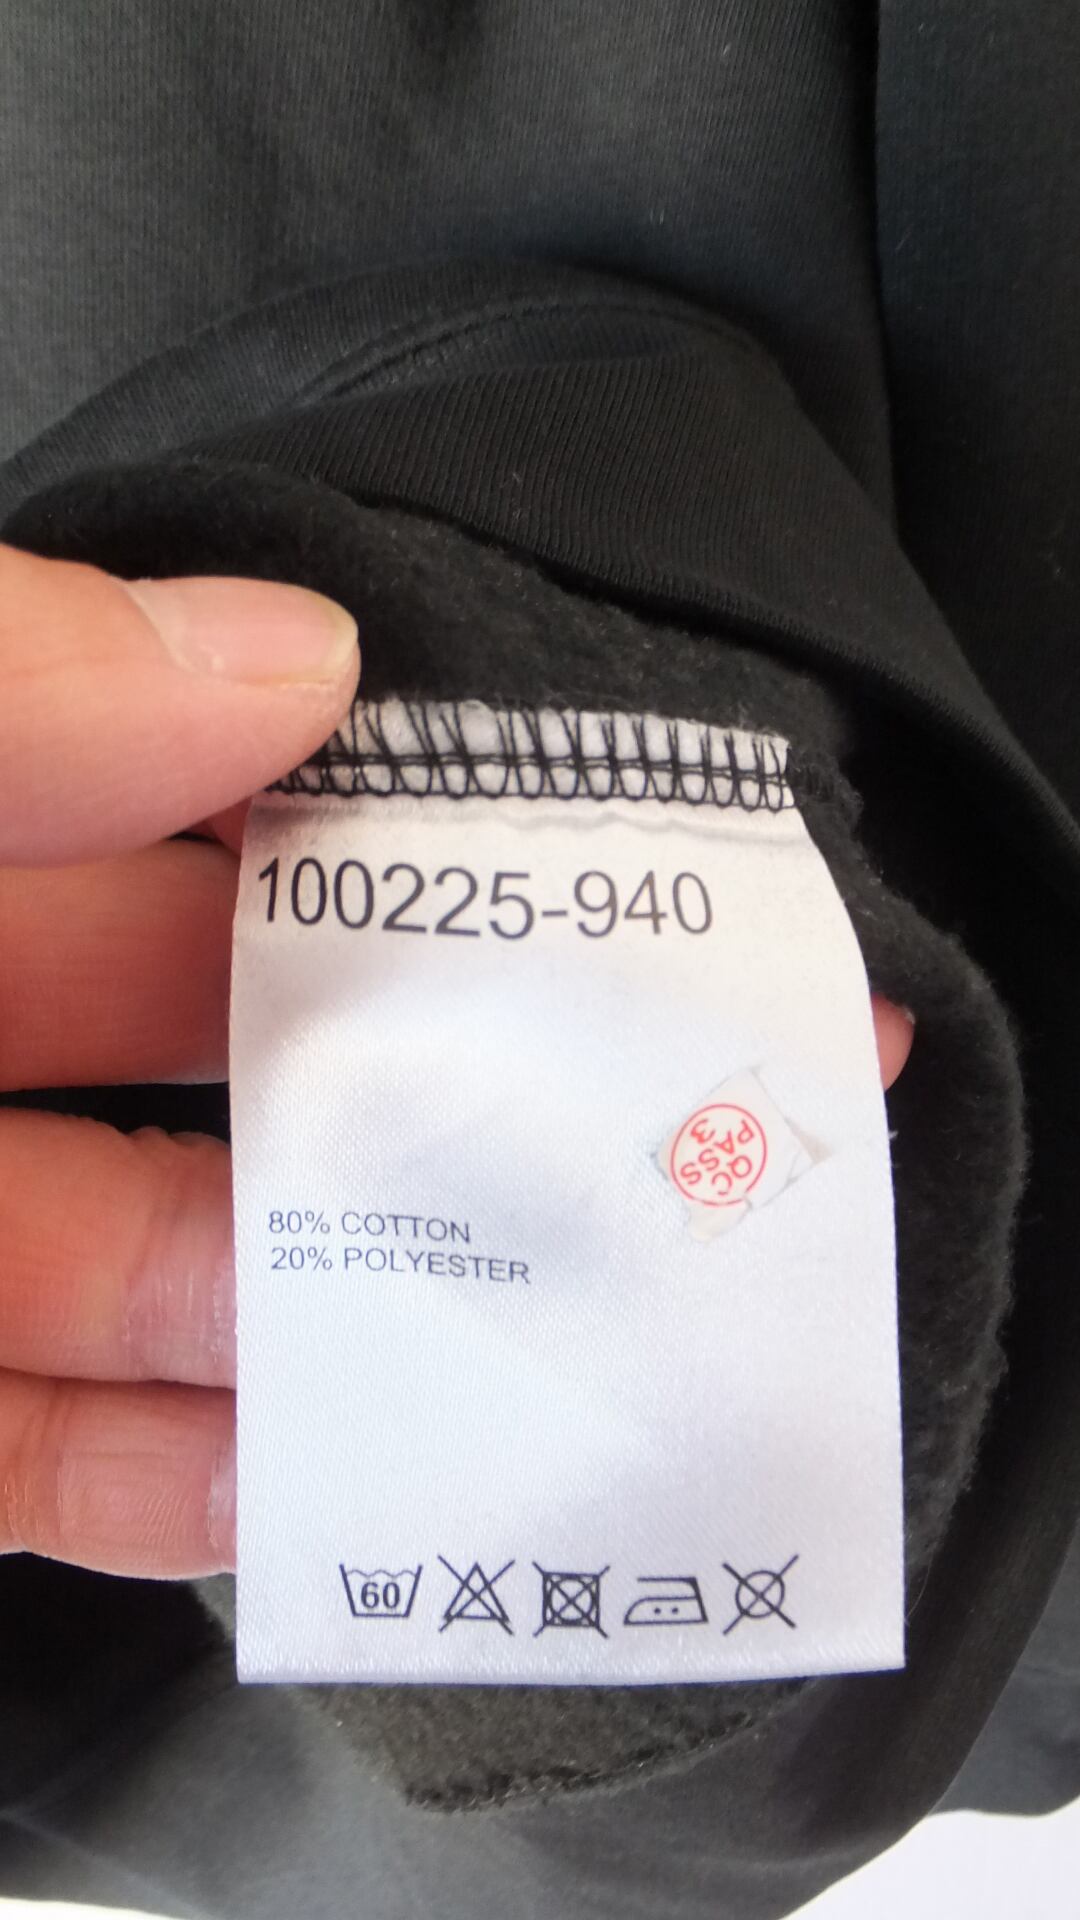 100225-940
QC
PASS
3
80% COTTON
20% POLYESTER
60